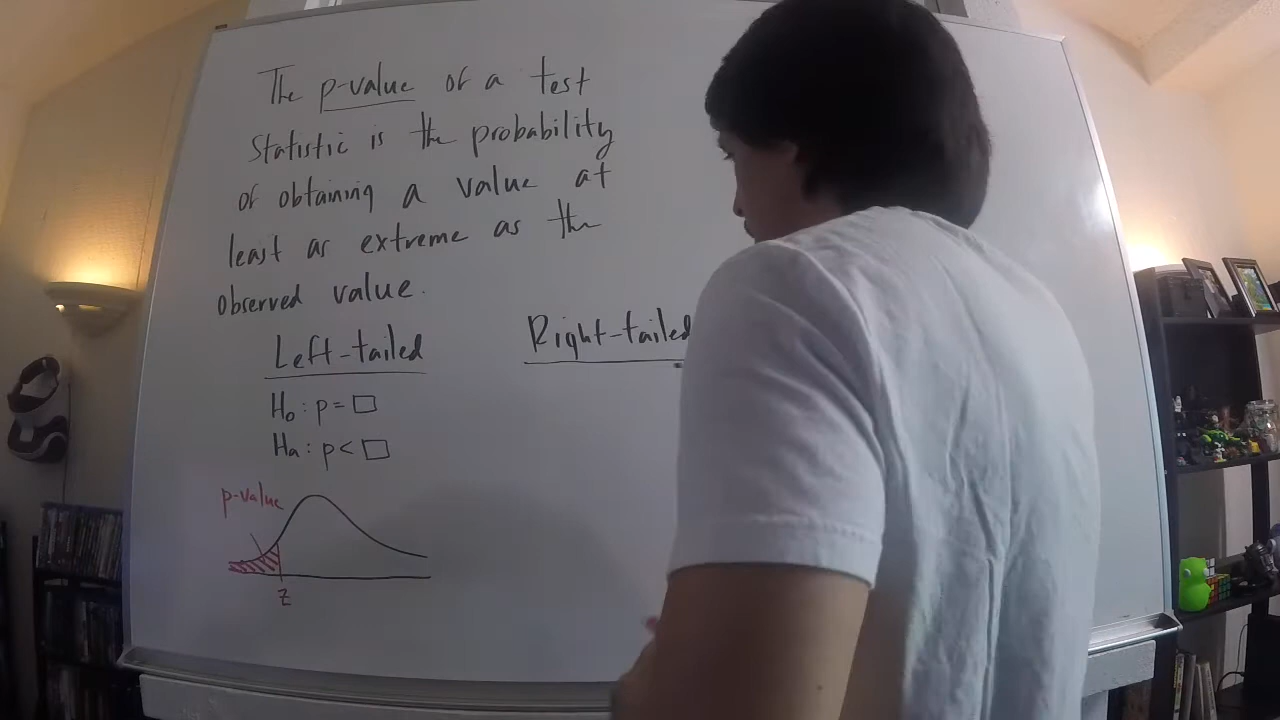 The p-value of a test
statistic is the probability
of obtaining a value at
least as extreme as the
observed value.
Left-tailed
H₀: p = □
Ha: p < □
p-value
z
Right-tailed